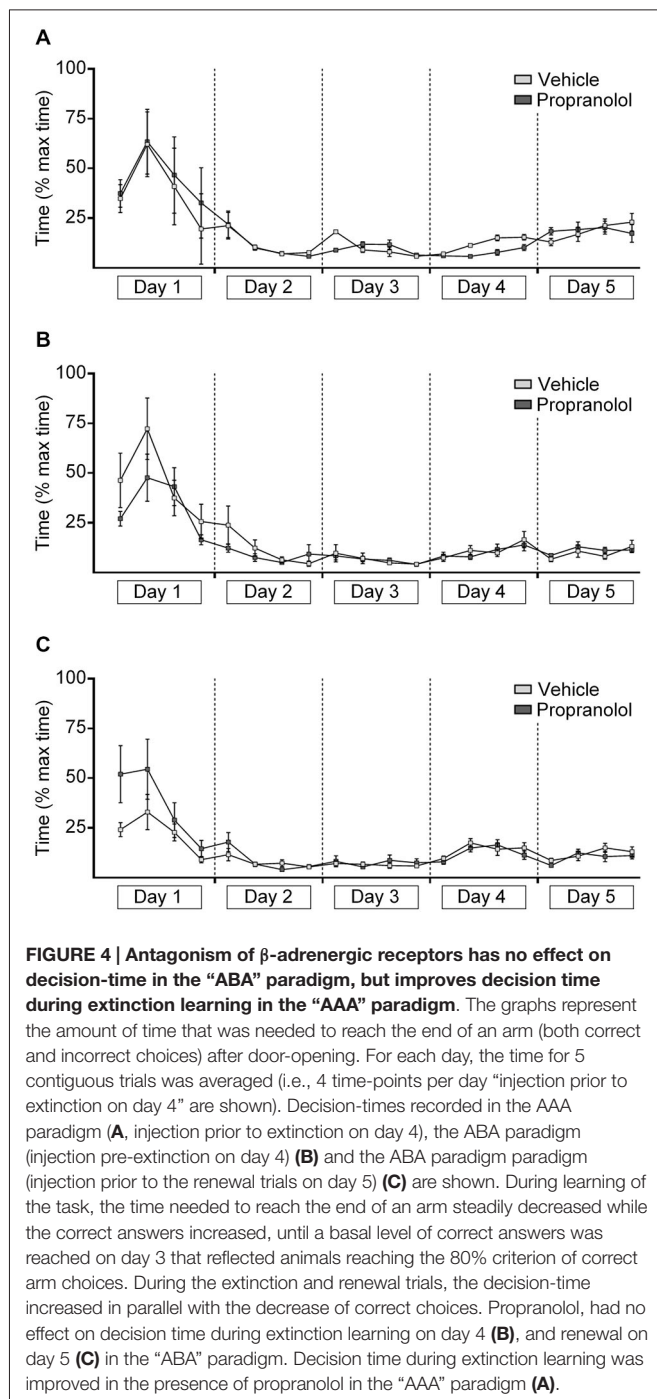 A
100
75
50
25
Time (% max time)
Vehicle
Propranolol
Day 1 Day 2 Day 3 Day 4 Day 5
B
100
75
50
25
Time (% max time)
Vehicle
Propranolol
Day 1 Day 2 Day 3 Day 4 Day 5
C
100
75
50
25
Time (% max time)
Vehicle
Propranolol
Day 1 Day 2 Day 3 Day 4 Day 5
FIGURE 4 | Antagonism of β-adrenergic receptors has no effect on
decision-time in the “ABA” paradigm, but improves decision time
during extinction learning in the “AAA” paradigm. The graphs represent
the amount of time that was needed to reach the end of an arm (both correct
and incorrect choices) after door-opening. For each day, the time for 5
contiguous trials was averaged (i.e., 4 time-points per day “injection prior to
extinction on day 4” are shown). Decision-times recorded in the AAA
paradigm (A, injection prior to extinction on day 4), the ABA paradigm
(injection pre-extinction on day 4) (B) and the ABA paradigm paradigm
(injection prior to the renewal trials on day 5) (C) are shown. During learning of
the task, the time needed to reach the end of an arm steadily decreased while
the correct answers increased, until a basal level of correct answers was
reached on day 3 that reflected animals reaching the 80% criterion of correct
arm choices. During the extinction and renewal trials, the decision-time
increased in parallel with the decrease of correct choices. Propranolol, had no
effect on decision time during extinction learning on day 4 (B), and renewal on
day 5 (C) in the “ABA” paradigm. Decision time during extinction learning was
improved in the presence of propranolol in the “AAA” paradigm (A).